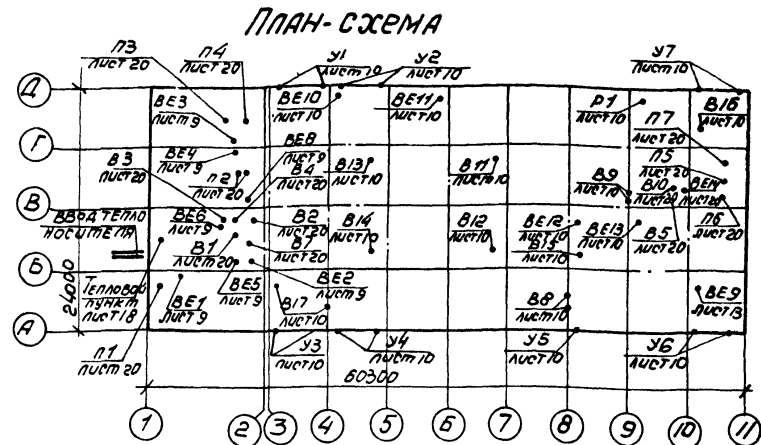 План-схема
П3
Лист 20
П4
Лист 20
У1
Лист 10
У2
Лист 10
У7
Лист 10
Д
ВЕ3
Лист 9
ВЕ10
Лист 10
ВЕ11
Лист 10
Р1
Лист 10
В16
Лист 10
Г
ВЕ8
Лист 9
П7
Лист 20
В3
Лист 20
ВЕ4
Лист 9
В4
Лист 20
В13
Лист 10
В11
Лист 10
П5
Лист 20
П2
Лист 20
В9
Лист 10
В10
Лист 20
ВЕ14
В
Ввод тепло
носителя
ВЕ6
Лист 9
В2
Лист 20
В14
Лист 10
В12
Лист 10
ВЕ12
Лист 10
ВЕ13
Лист 10
В5
Лист 20
П6
Лист 20
В1
Лист 20
В7
Лист 20
В15
Лист 10
Б
Тепловой
пункт
Лист 18
ВЕ1
Лист 9
ВЕ5
Лист 9
ВЕ2
Лист 9
В17
Лист 10
В8
Лист 10
ВЕ9
Лист 13
24000
А
П1
Лист 20
У3
Лист 10
У4
Лист 10
У5
Лист 10
У6
Лист 10
60300
1 2 3 4 5 6 7 8 9 10 11